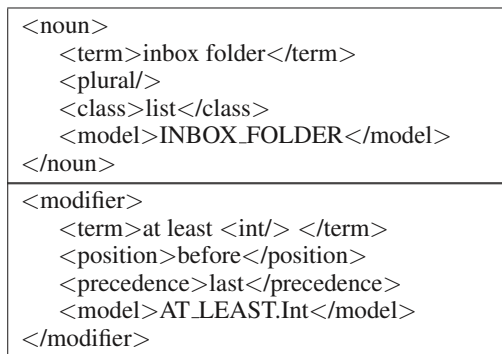 <noun>
<term>inbox folder</term>
<plural/>
<class>list</class>
<model>INBOX_FOLDER</model>
</noun>
<modifier>
<term>at least <int/> </term>
<position>before</position>
<precedence>last</precedence>
<model>AT_LEAST.Int</model>
</modifier>